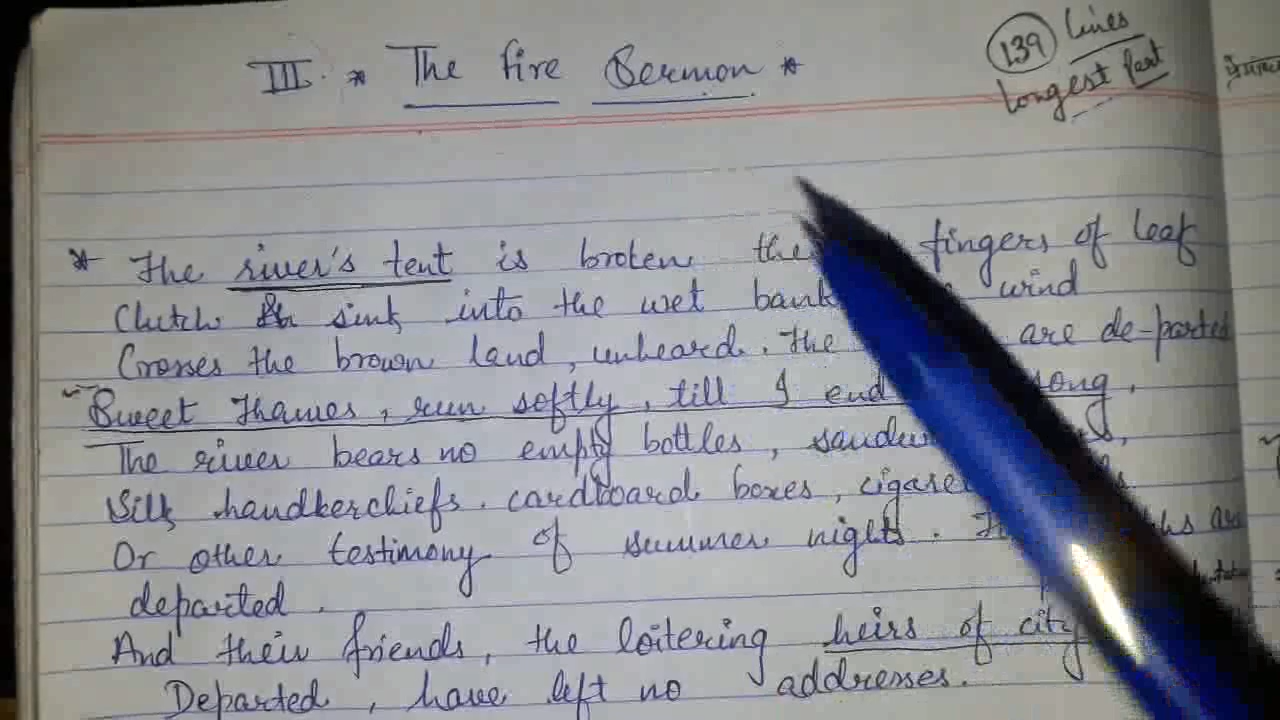 III. * The fire Sermon *
139 lines
longest Part
* The river's tent is broken the fingers of leaf
Clutch & sink into the wet bank wind
Crosses the brown land, unheard. The are de-parted
Sweet Thames, run softly, till I end song.
The river bears no empty bottles,
Silk handkerchiefs. cardboard boxes,
Or other testimony of summer nights. are
departed.
And their friends, the loitering heirs of city
Departed, have left no addresses.